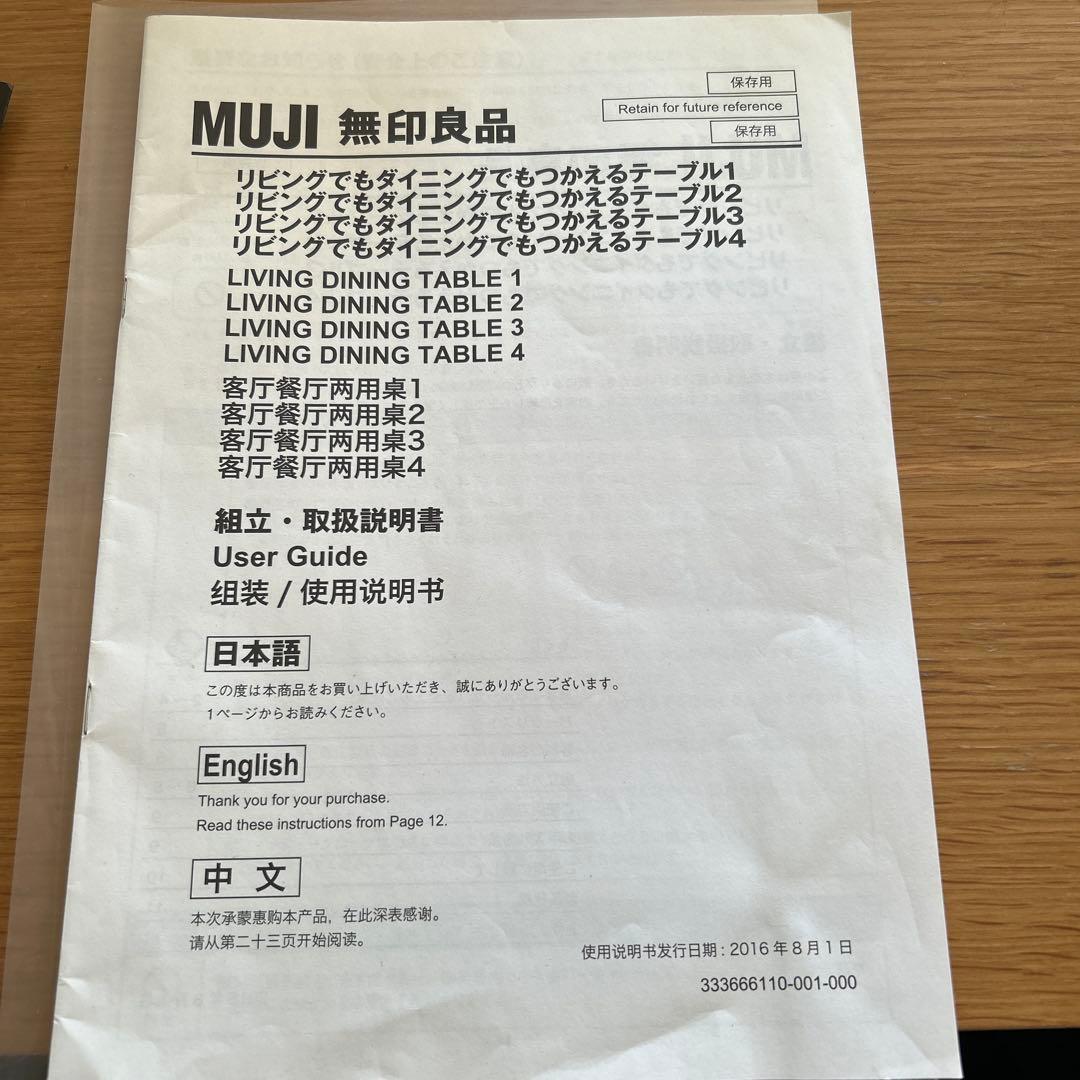 保存用
Retain for future reference
保存用
MUJI 無印良品
リビングでもダイニングでもつかえるテーブル1
リビングでもダイニングでもつかえるテーブル2
リビングでもダイニングでもつかえるテーブル3
リビングでもダイニングでもつかえるテーブル4
LIVING DINING TABLE 1
LIVING DINING TABLE 2
LIVING DINING TABLE 3
LIVING DINING TABLE 4
客厅餐厅两用桌1
客厅餐厅两用桌2
客厅餐厅两用桌3
客厅餐厅两用桌4
組立・取扱説明書
User Guide
组装 / 使用说明书
日本語
この度は本商品をお買い上げいただき、誠にありがとうございます。
1ページからお読みください。
English
Thank you for your purchase.
Read these instructions from Page 12.
中 文
本次承蒙惠购本产品，在此深表感谢。
请从第二十三页开始阅读。
使用说明书发行日期 : 2016 年 8 月 1 日
333666110-001-000